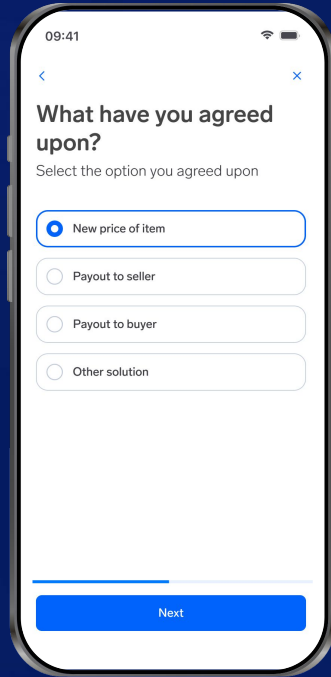 09:41
What have you agreed
upon?
Select the option you agreed upon
New price of item
Payout to seller
Payout to buyer
Other solution
Next